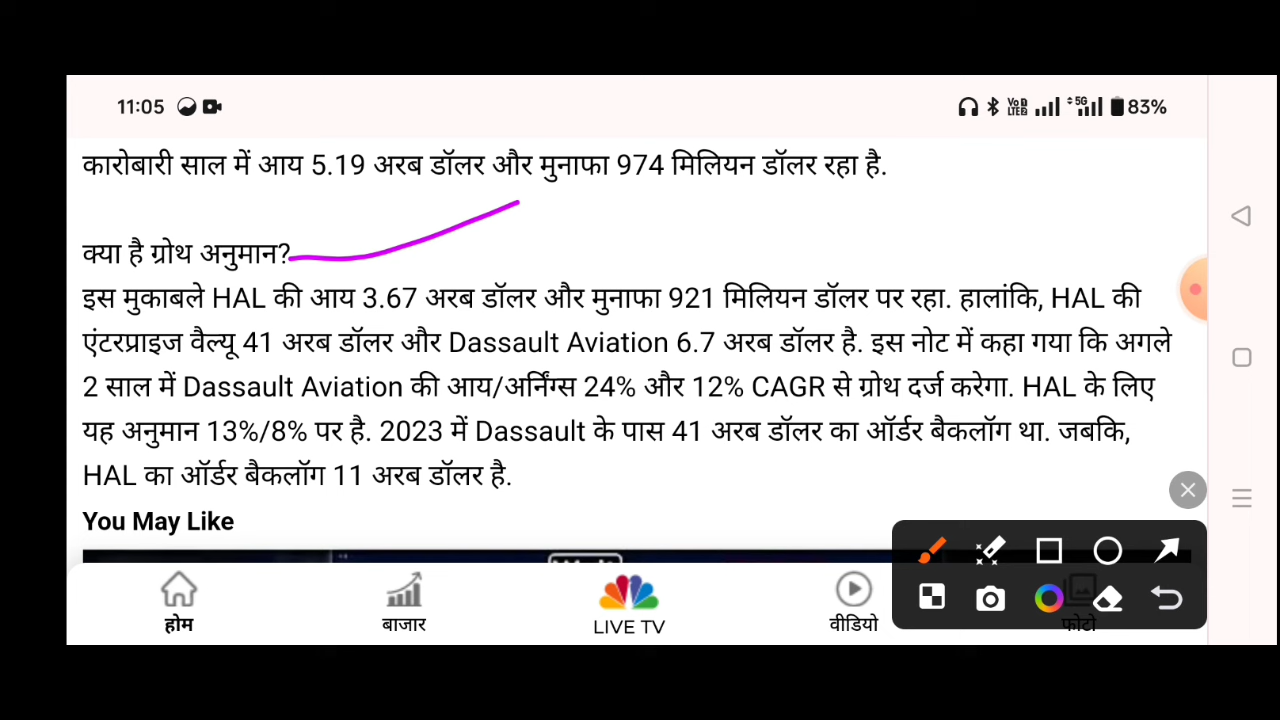 11:05
VoD LTE2
5G
83%
कारोबारी साल में आय 5.19 अरब डॉलर और मुनाफा 974 मिलियन डॉलर रहा है.
क्या है ग्रोथ अनुमान?
इस मुकाबले HAL की आय 3.67 अरब डॉलर और मुनाफा 921 मिलियन डॉलर पर रहा. हालांकि, HAL की
एंटरप्राइज वैल्यू 41 अरब डॉलर और Dassault Aviation 6.7 अरब डॉलर है. इस नोट में कहा गया कि अगले
2 साल में Dassault Aviation की आय/अर्निंग्स 24% और 12% CAGR से ग्रोथ दर्ज करेगा. HAL के लिए
यह अनुमान 13%/8% पर है. 2023 में Dassault के पास 41 अरब डॉलर का ऑर्डर बैकलॉग था. जबकि,
HAL का ऑर्डर बैकलॉग 11 अरब डॉलर है.
You May Like
होम
बाजार
LIVE TV
वीडियो
फोटो